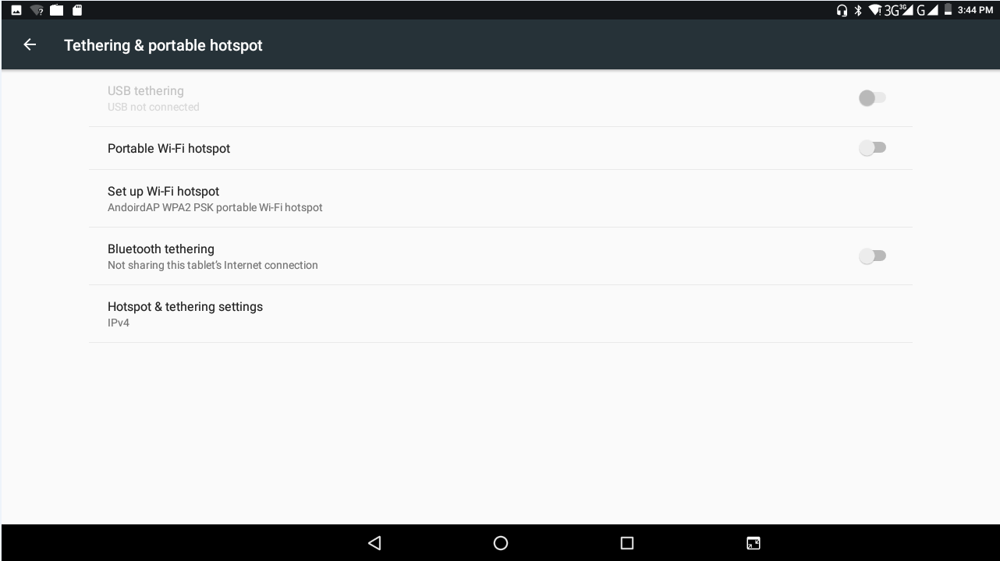 3G 3G G 3:44 PM
Tethering & portable hotspot
USB tethering
USB not connected
Portable Wi-Fi hotspot
Set up Wi-Fi hotspot
AndoirdAP WPA2 PSK portable Wi-Fi hotspot
Bluetooth tethering
Not sharing this tablet's Internet connection
Hotspot & tethering settings
IPv4